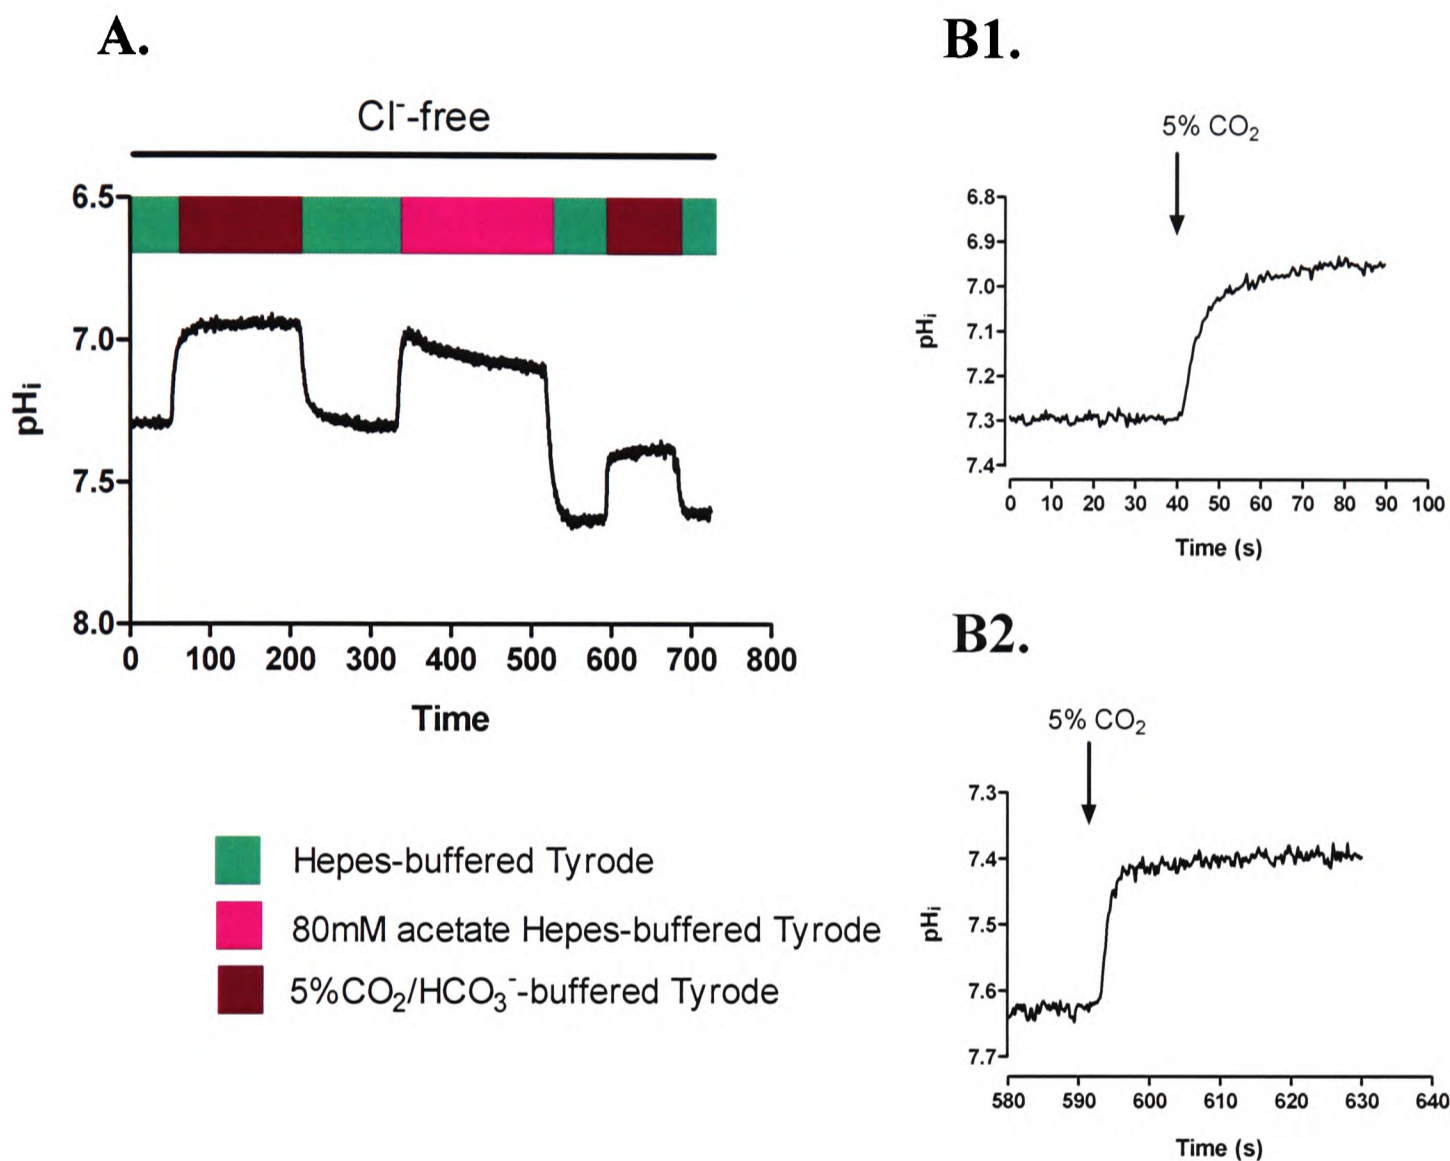 A.
Cl⁻-free
6.5
7.0
7.5
8.0
pHi
0 100 200 300 400 500 600 700 800
Time
Hepes-buffered Tyrode
80mM acetate Hepes-buffered Tyrode
5%CO₂/HCO₃⁻-buffered Tyrode
B1.
5% CO₂
6.8
6.9
7.0
7.1
7.2
7.3
7.4
pHi
0 10 20 30 40 50 60 70 80 90 100
Time (s)
B2.
5% CO₂
7.3
7.4
7.5
7.6
7.7
pHi
580 590 600 610 620 630 640
Time (s)